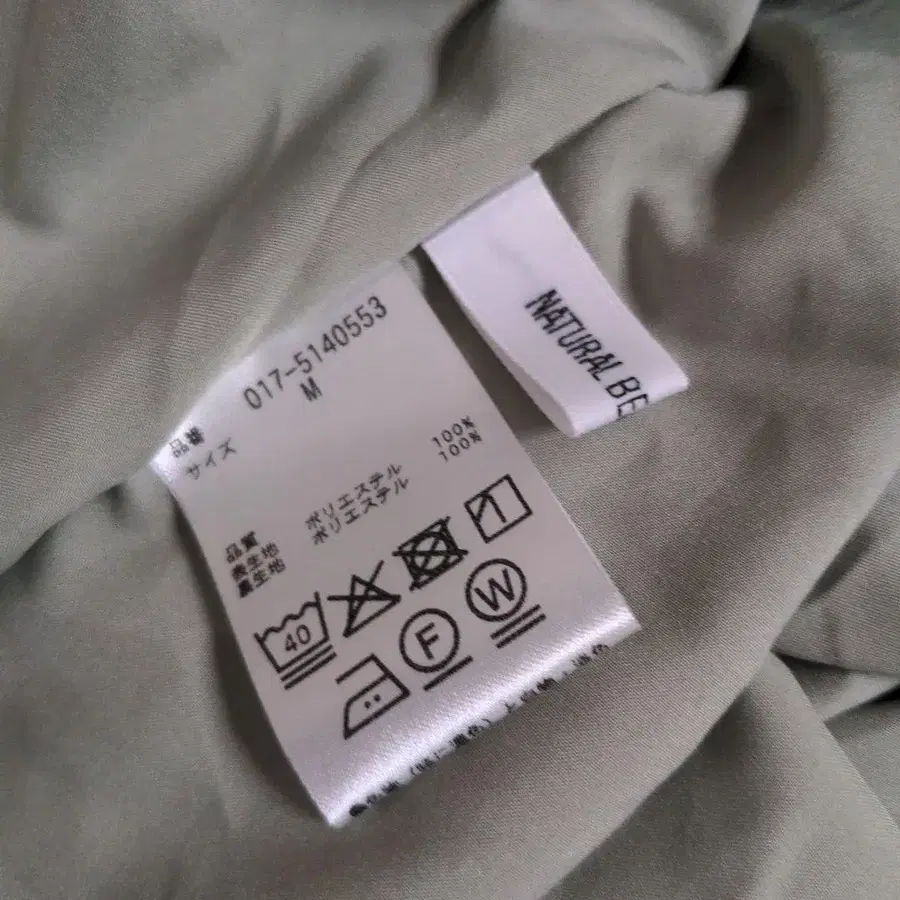 品番 017-5140553
サイズ M
品質
表生地 ポリエステル 100%
裏生地 ポリエステル 100%
40
F
W
NATURAL BE